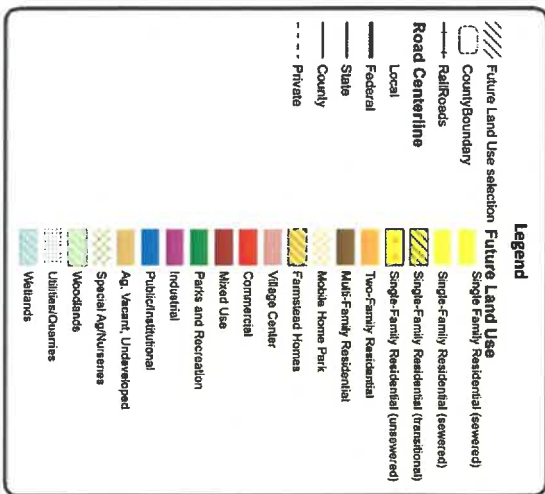 Legend
Future Land Use selection
CountyBoundary
RailRoads
Road Centerline
Local
Federal
State
County
Private
Future Land Use
Single Family Residential (sewered)
Single-Family Residential (sewered)
Single-Family Residential (transitional)
Single-Family Residential (unsewered)
Two-Family Residential
Multi-Family Residential
Mobile Home Park
Farmstead Homes
Village Center
Commercial
Mixed Use
Parks and Recreation
Industrial
Public/Institutional
Ag, Vacant, Undeveloped
Special Ag/Nurseries
Woodlands
Utilities/Quarries
Wetlands